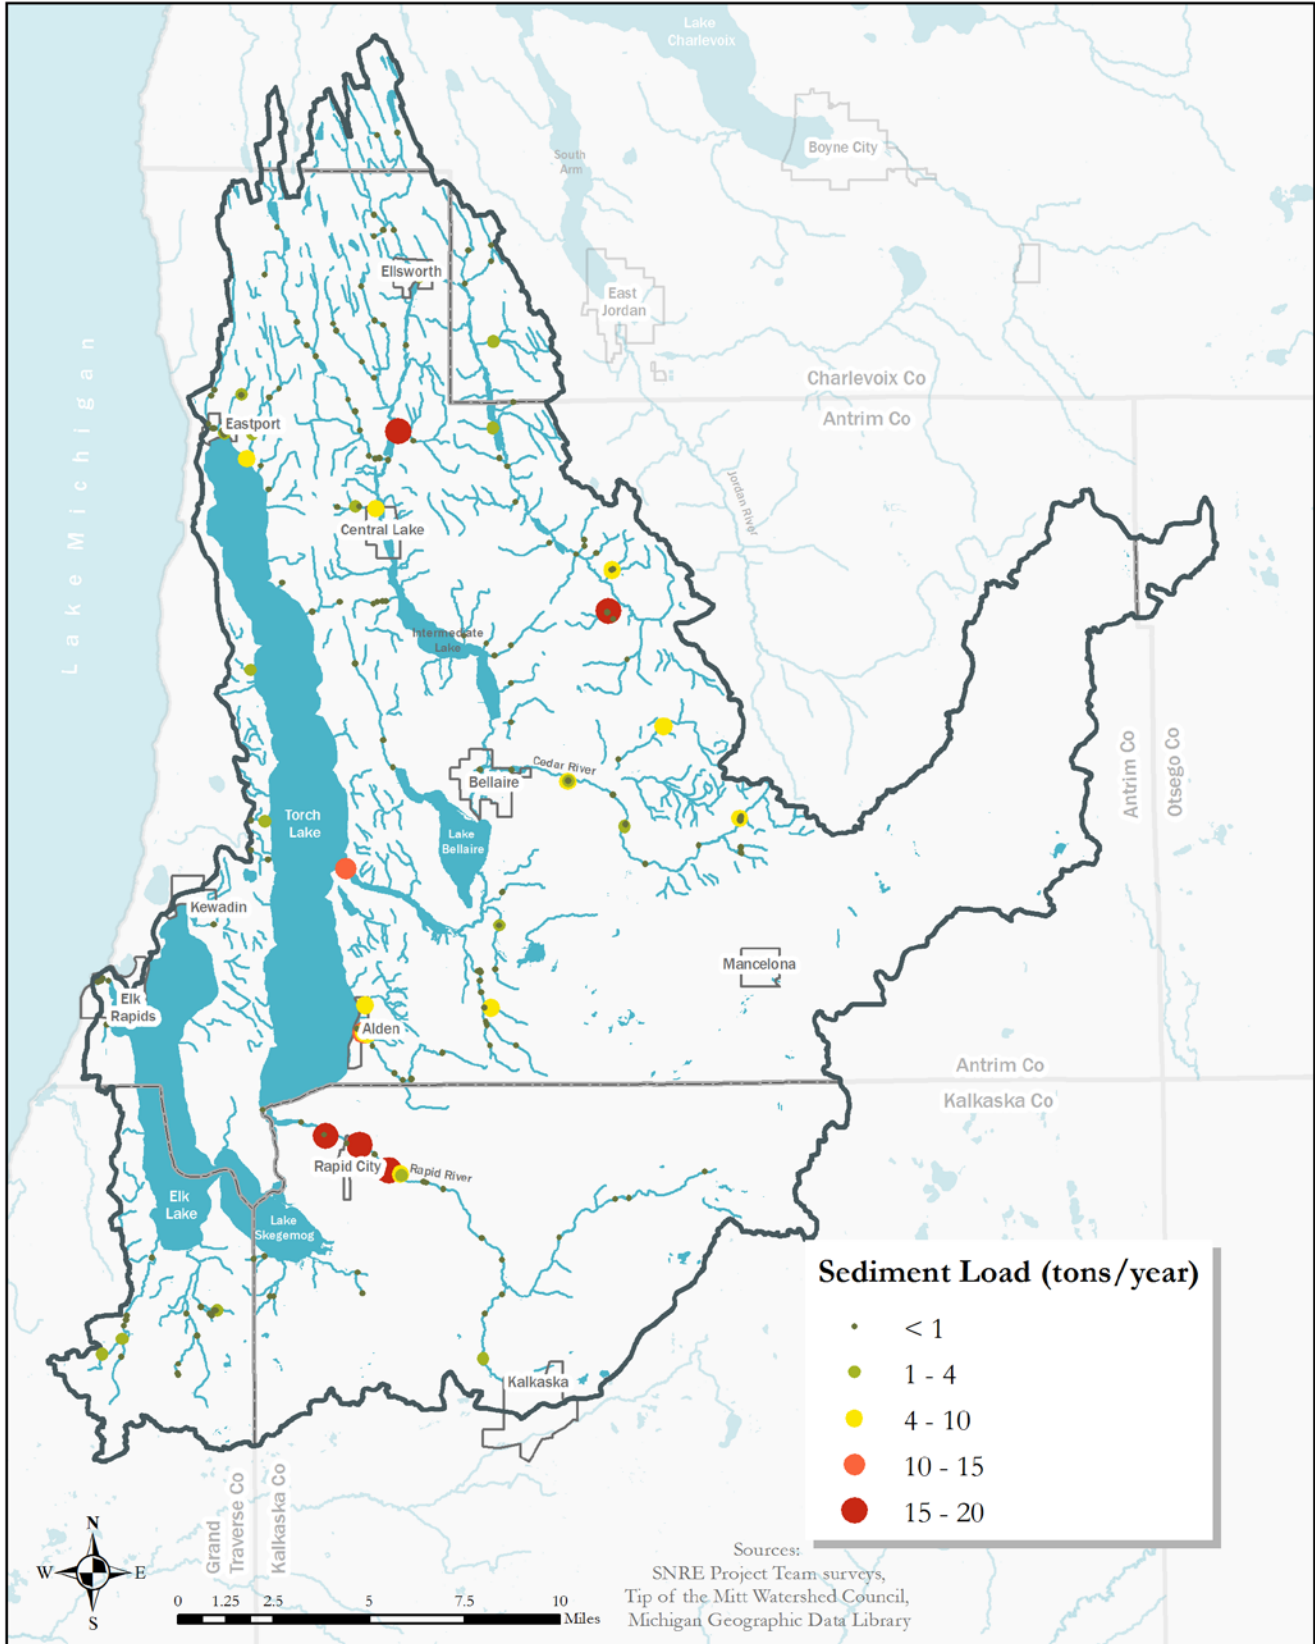 Lake
Charlevoix
Boyne City
South
Arm
Ellsworth
East
Jordan
Lake Michigan
Charlevoix Co
Antrim Co
Eastport
Jordan River
Central Lake
Intermediate
Lake
Antrim Co
Otsego Co
Cedar River
Bellaire
Torch
Lake
Lake
Bellaire
Kewadin
Mancelona
Elk
Rapids
Alden
Antrim Co
Kalkaska Co
Rapid City
Rapid River
Elk
Lake
Lake
Skegemog
Kalkaska
Sediment Load (tons/year)
< 1
1 - 4
4 - 10
10 - 15
15 - 20
Grand
Traverse Co
Kalkaska Co
N
W
E
S
0 1.25 2.5 5 7.5 10
Miles
Sources:
SNRE Project Team surveys,
Tip of the Mitt Watershed Council,
Michigan Geographic Data Library